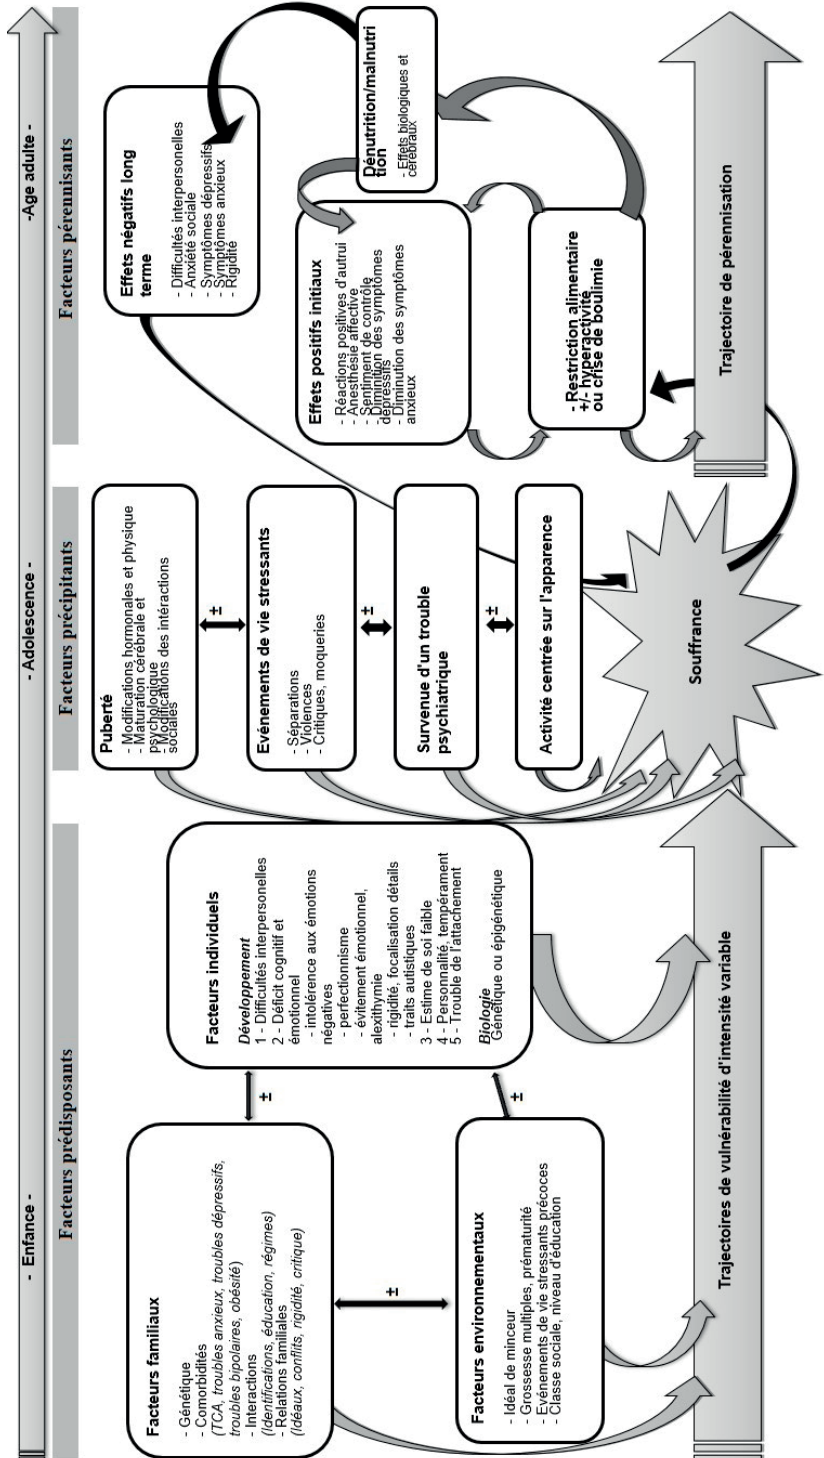 - Enfance -
- Adolescence -
-Age adulte -
Facteurs prédisposants
Facteurs précipitants
Facteurs pérennisants
Facteurs familiaux
- Génétique
- Comorbidités
(TCA, troubles anxieux, troubles dépressifs,
troubles bipolaires, obésité)
- Interactions
(Identifications, éducation, régimes)
- Relations familiales
(Idéaux, conflits, rigidité, critique)
±
Facteurs environnementaux
- Idéal de minceur
- Grossesse multiples, prématurité
- Evénements de vie stressants précoces
- Classe sociale, niveau d'éducation
±
±
Facteurs individuels
Développement
1 - Difficultés interpersonelles
2 - Déficit cognitif et
émotionnel
- intolérence aux émotions
négatives
- perfectionnisme
- évitement émotionnel,
alexithymie
- rigidité, focalisation détails
- traits autistiques
3 - Estime de soi faible
4 - Personnalité, tempérament
5 - Trouble de l'attachement
Biologie
Génétique ou épigénétique
Trajectoires de vulnérabilité d'intensité variable
Puberté
- Modifications hormonales et physique
- Maturation cérébrale et
psychologique
- Modifications des intéractions
sociales
±
Evénements de vie stressants
- Séparations
- Violences
- Critiques, moqueries
±
Survenue d'un trouble
psychiatrique
±
Activité centrée sur l'apparence
Souffrance
Effets négatifs long
terme
- Difficultés interpersonelles
- Anxiété sociale
- Symptômes dépressifs
- Symptômes anxieux
- Rigidité
Dénutrition/malnutri
tion
- Effets biologiques et
cérébraux
Effets positifs initiaux
- Réactions positives d'autrui
- Anesthésie affective
- Sentiment de contrôle
- Diminition des symptômes
dépressifs
- Diminution des symptômes
anxieux
- Restriction alimentaire
+/- hyperactivité
ou crise de boulimie
Trajectoire de pérennisation